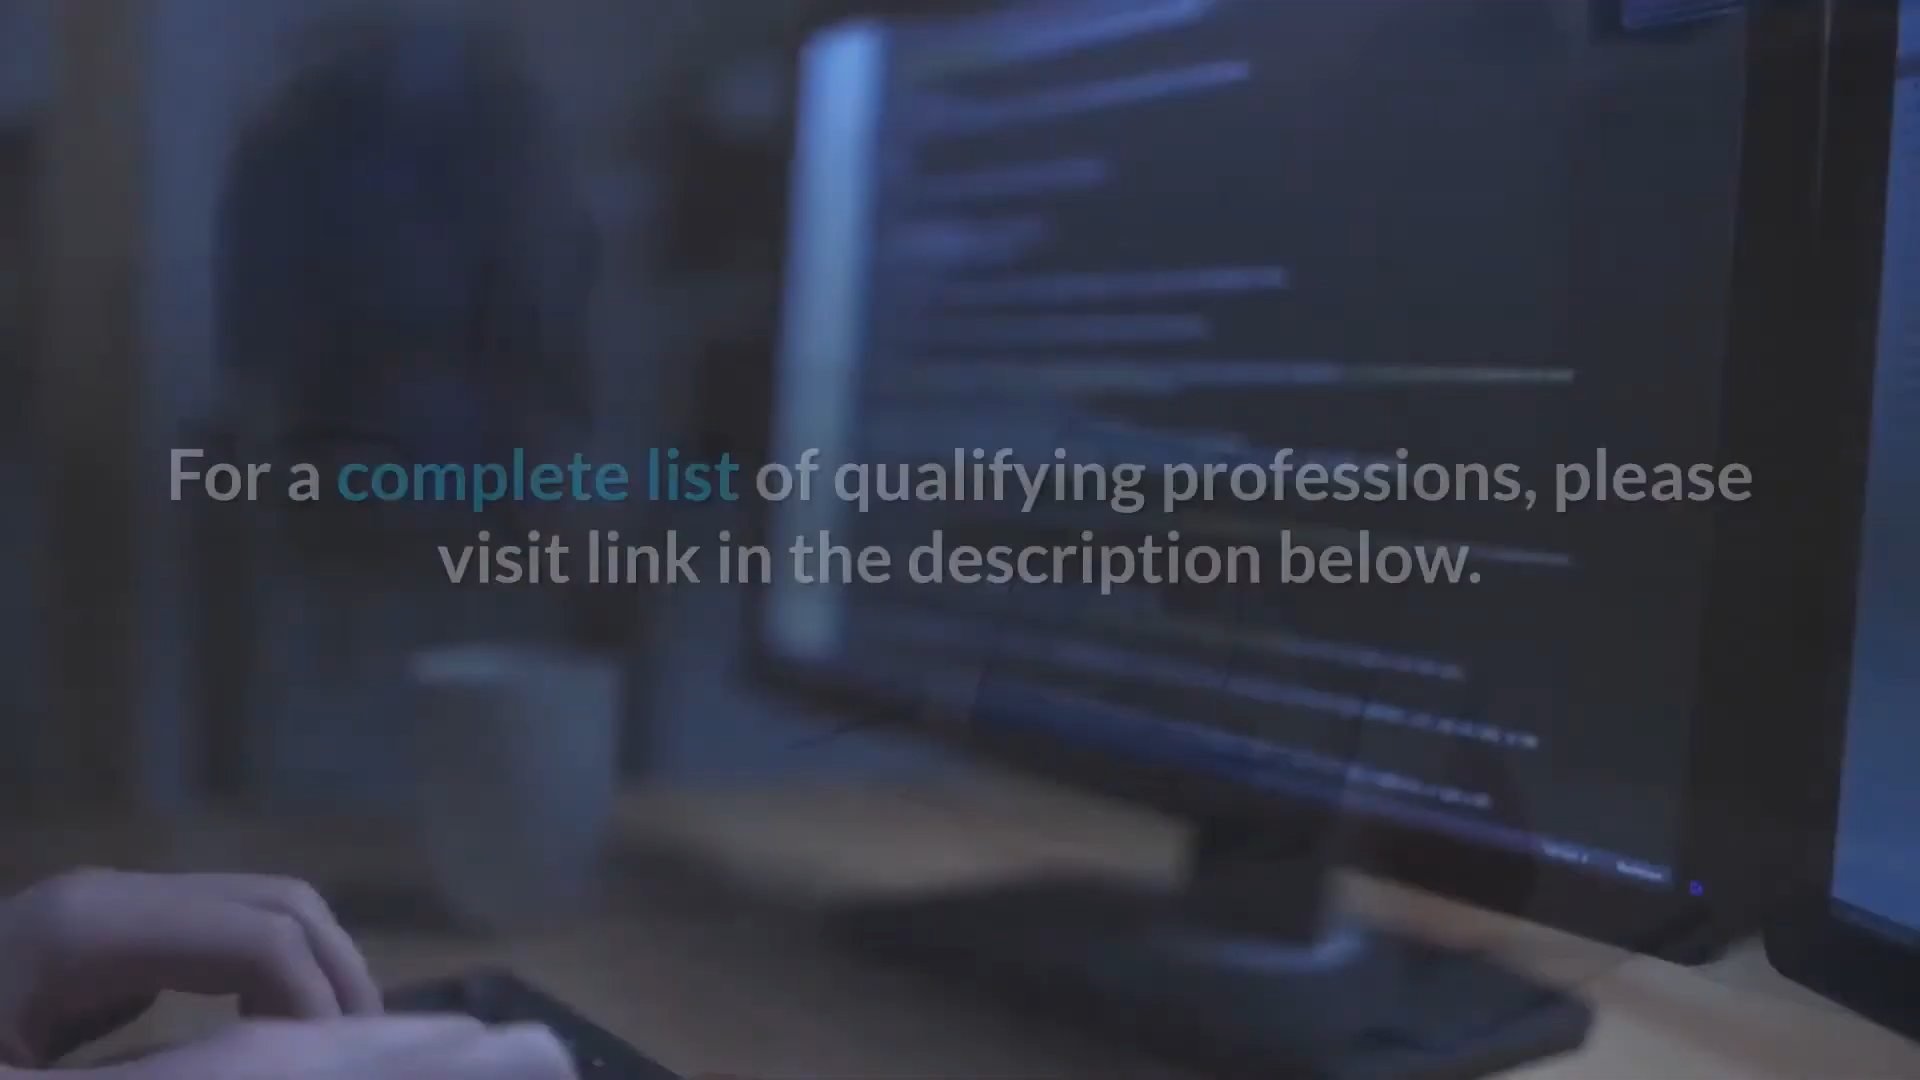 For a complete list of qualifying professions, please
visit link in the description below.